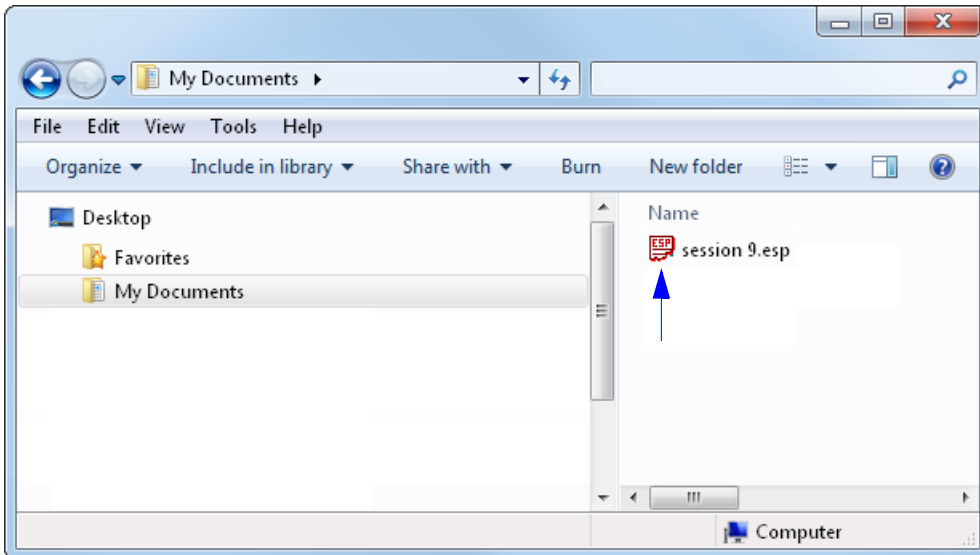 My Documents
File Edit View Tools Help
Organize Include in library Share with Burn New folder
Desktop
Favorites
My Documents
Name
ESP session 9.esp
Computer